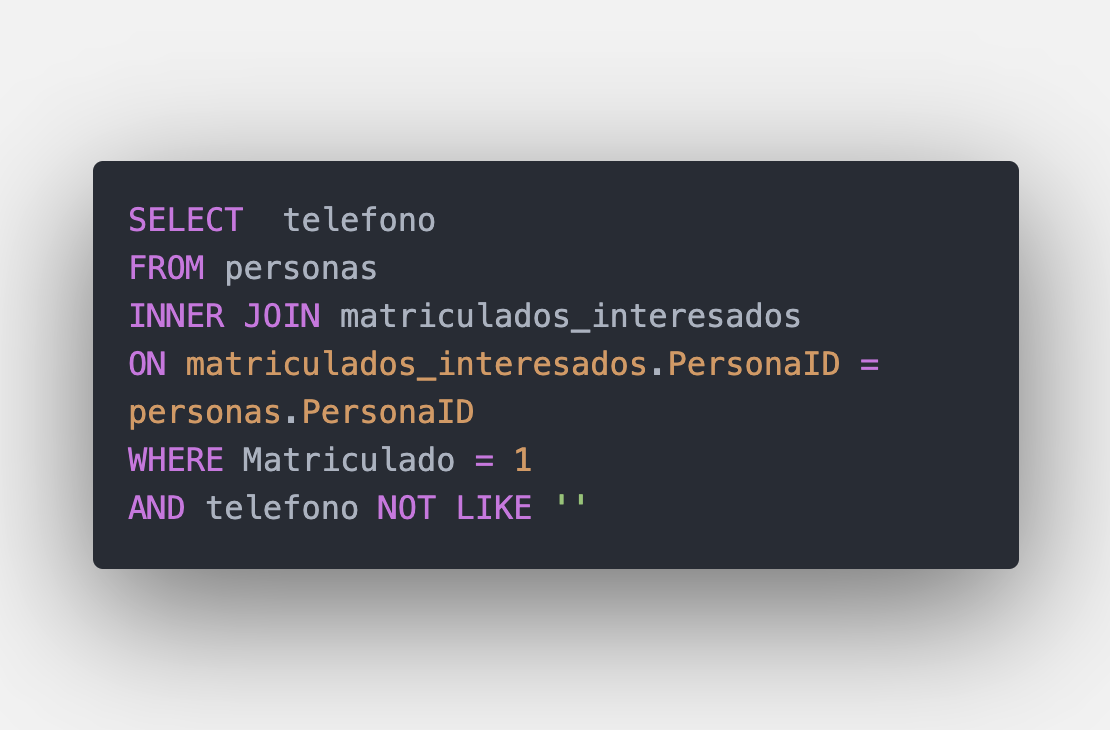 SELECT  telefono
FROM personas
INNER JOIN matriculados_interesados
ON matriculados_interesados.PersonaID =
personas.PersonaID
WHERE Matriculado = 1
AND telefono NOT LIKE ''